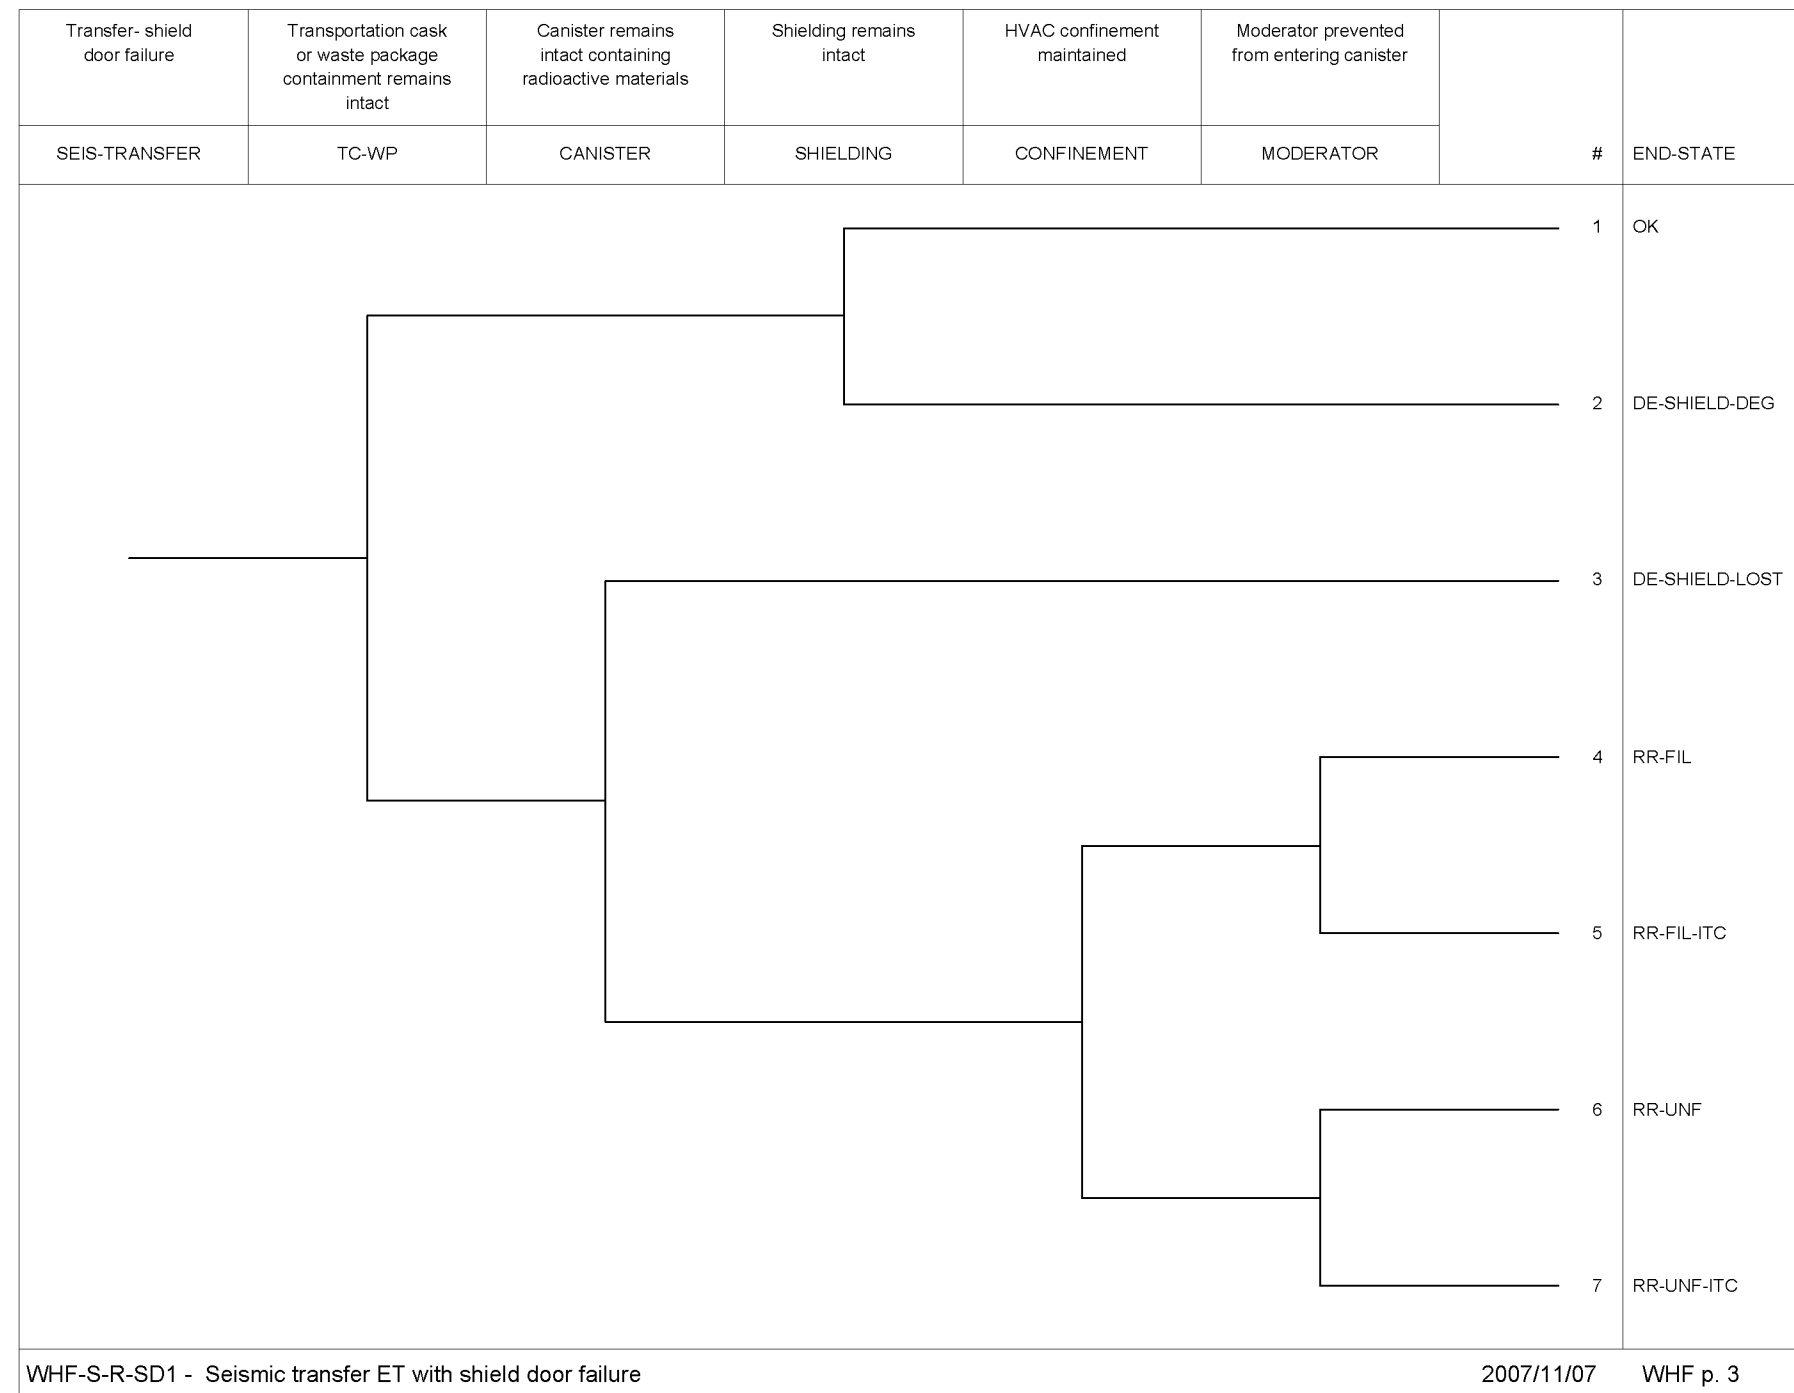 Transfer- shield
door failure
Transportation cask
or waste package
containment remains
intact
Canister remains
intact containing
radioactive materials
Shielding remains
intact
HVAC confinement
maintained
Moderator prevented
from entering canister
SEIS-TRANSFER TC-WP CANISTER SHIELDING CONFINEMENT MODERATOR # END-STATE
1 OK
2 DE-SHIELD-DEG
3 DE-SHIELD-LOST
4 RR-FIL
5 RR-FIL-ITC
6 RR-UNF
7 RR-UNF-ITC
WHF-S-R-SD1 - Seismic transfer ET with shield door failure 2007/11/07 WHF p. 3